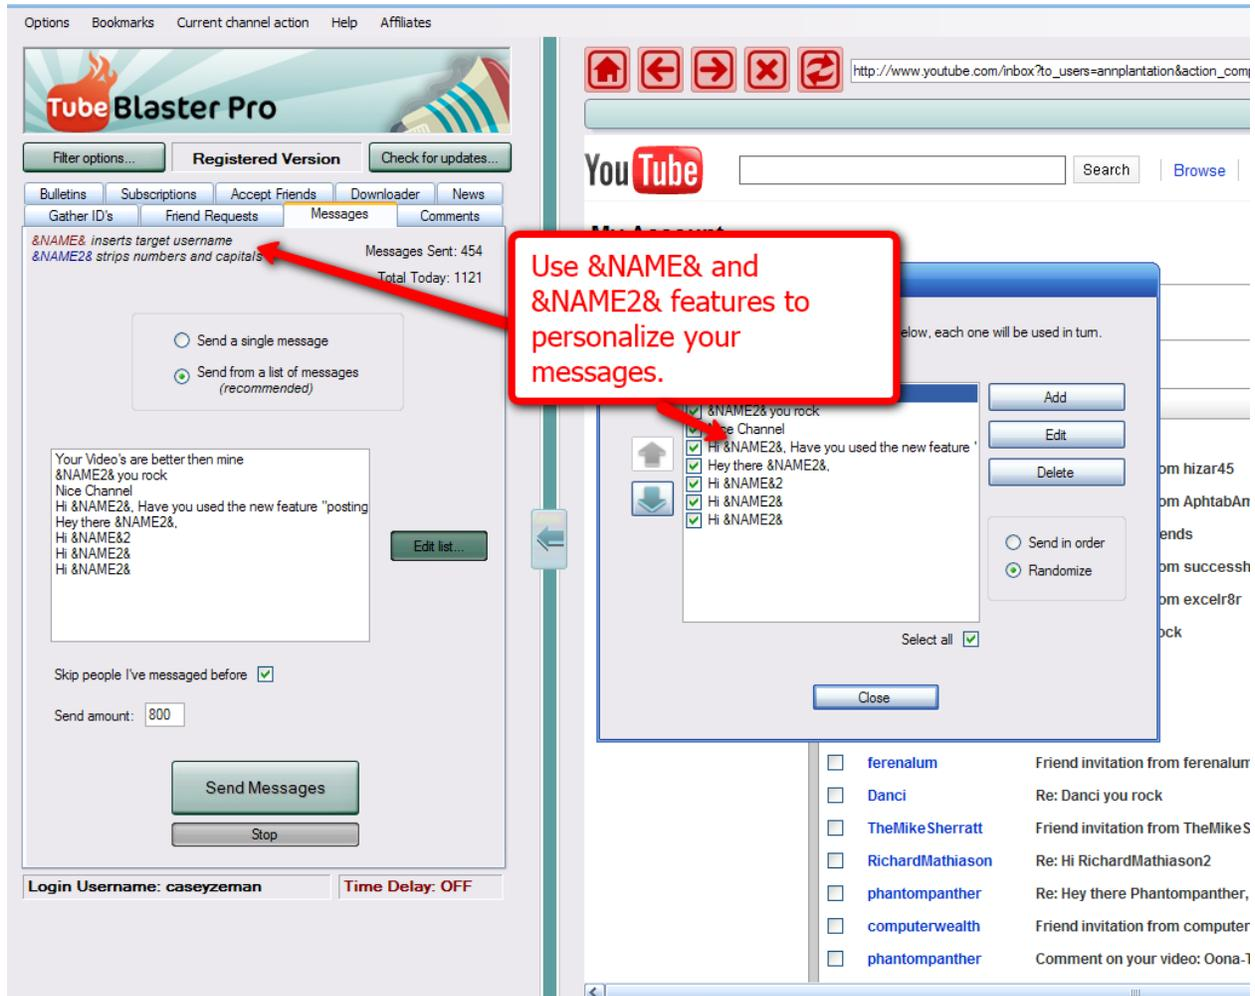 Options Bookmarks Current channel action Help Affiliates
Tube Blaster Pro
Filter options... Registered Version Check for updates...
Bulletins Subscriptions Accept Friends Downloader News
Gather ID's Friend Requests Messages Comments
&NAME& inserts target username
&NAME2& strips numbers and capitals
Messages Sent: 454
Total Today: 1121
Send a single message
Send from a list of messages
(recommended)
Your Video's are better then mine
&NAME2& you rock
Nice Channel
Hi &NAME2&, Have you used the new feature "posting
Hey there &NAME2&,
Hi &NAME&2
Hi &NAME2&
Hi &NAME2&
Edit list...
Skip people I've messaged before
Send amount: 800
Send Messages
Stop
Login Username: caseyzeman Time Delay: OFF
http://www.youtube.com/inbox?to_users=annplantation&action_comp
YouTube Search Browse
My Account
Use &NAME& and
&NAME2& features to
personalize your
messages.
elow, each one will be used in turn.
&NAME2& you rock
Nice Channel
Hi &NAME2&, Have you used the new feature '
Hey there &NAME2&,
Hi &NAME&2
Hi &NAME2&
Hi &NAME2&
Add
Edit
Delete
Send in order
Randomize
Select all
Close
om hizar45
om AphtabAm
ends
om successh
om excelr8r
ock
ferenalum Friend invitation from ferenalum
Danci Re: Danci you rock
TheMikeSherratt Friend invitation from TheMikeS
RichardMathiason Re: Hi RichardMathiason2
phantompanther Re: Hey there Phantompanther,
computerwealth Friend invitation from computer
phantompanther Comment on your video: Oona-T